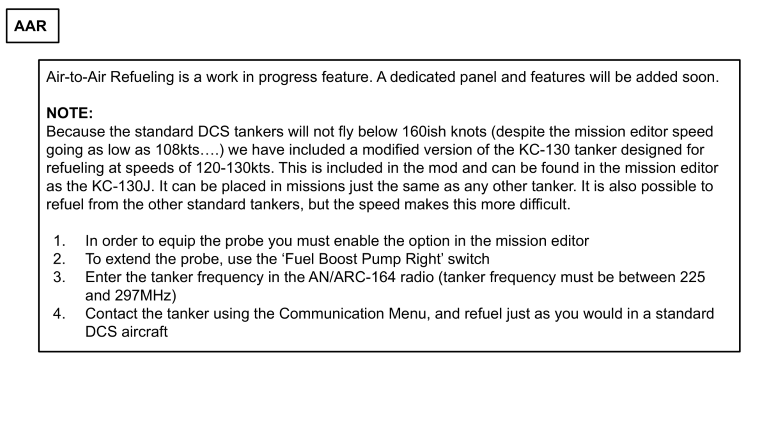 AAR
Air-to-Air Refueling is a work in progress feature. A dedicated panel and features will be added soon.
NOTE:
Because the standard DCS tankers will not fly below 160ish knots (despite the mission editor speed
going as low as 108kts….) we have included a modified version of the KC-130 tanker designed for
refueling at speeds of 120-130kts. This is included in the mod and can be found in the mission editor
as the KC-130J. It can be placed in missions just the same as any other tanker. It is also possible to
refuel from the other standard tankers, but the speed makes this more difficult.
1. In order to equip the probe you must enable the option in the mission editor
2. To extend the probe, use the ‘Fuel Boost Pump Right’ switch
3. Enter the tanker frequency in the AN/ARC-164 radio (tanker frequency must be between 225
and 297MHz)
4. Contact the tanker using the Communication Menu, and refuel just as you would in a standard
DCS aircraft